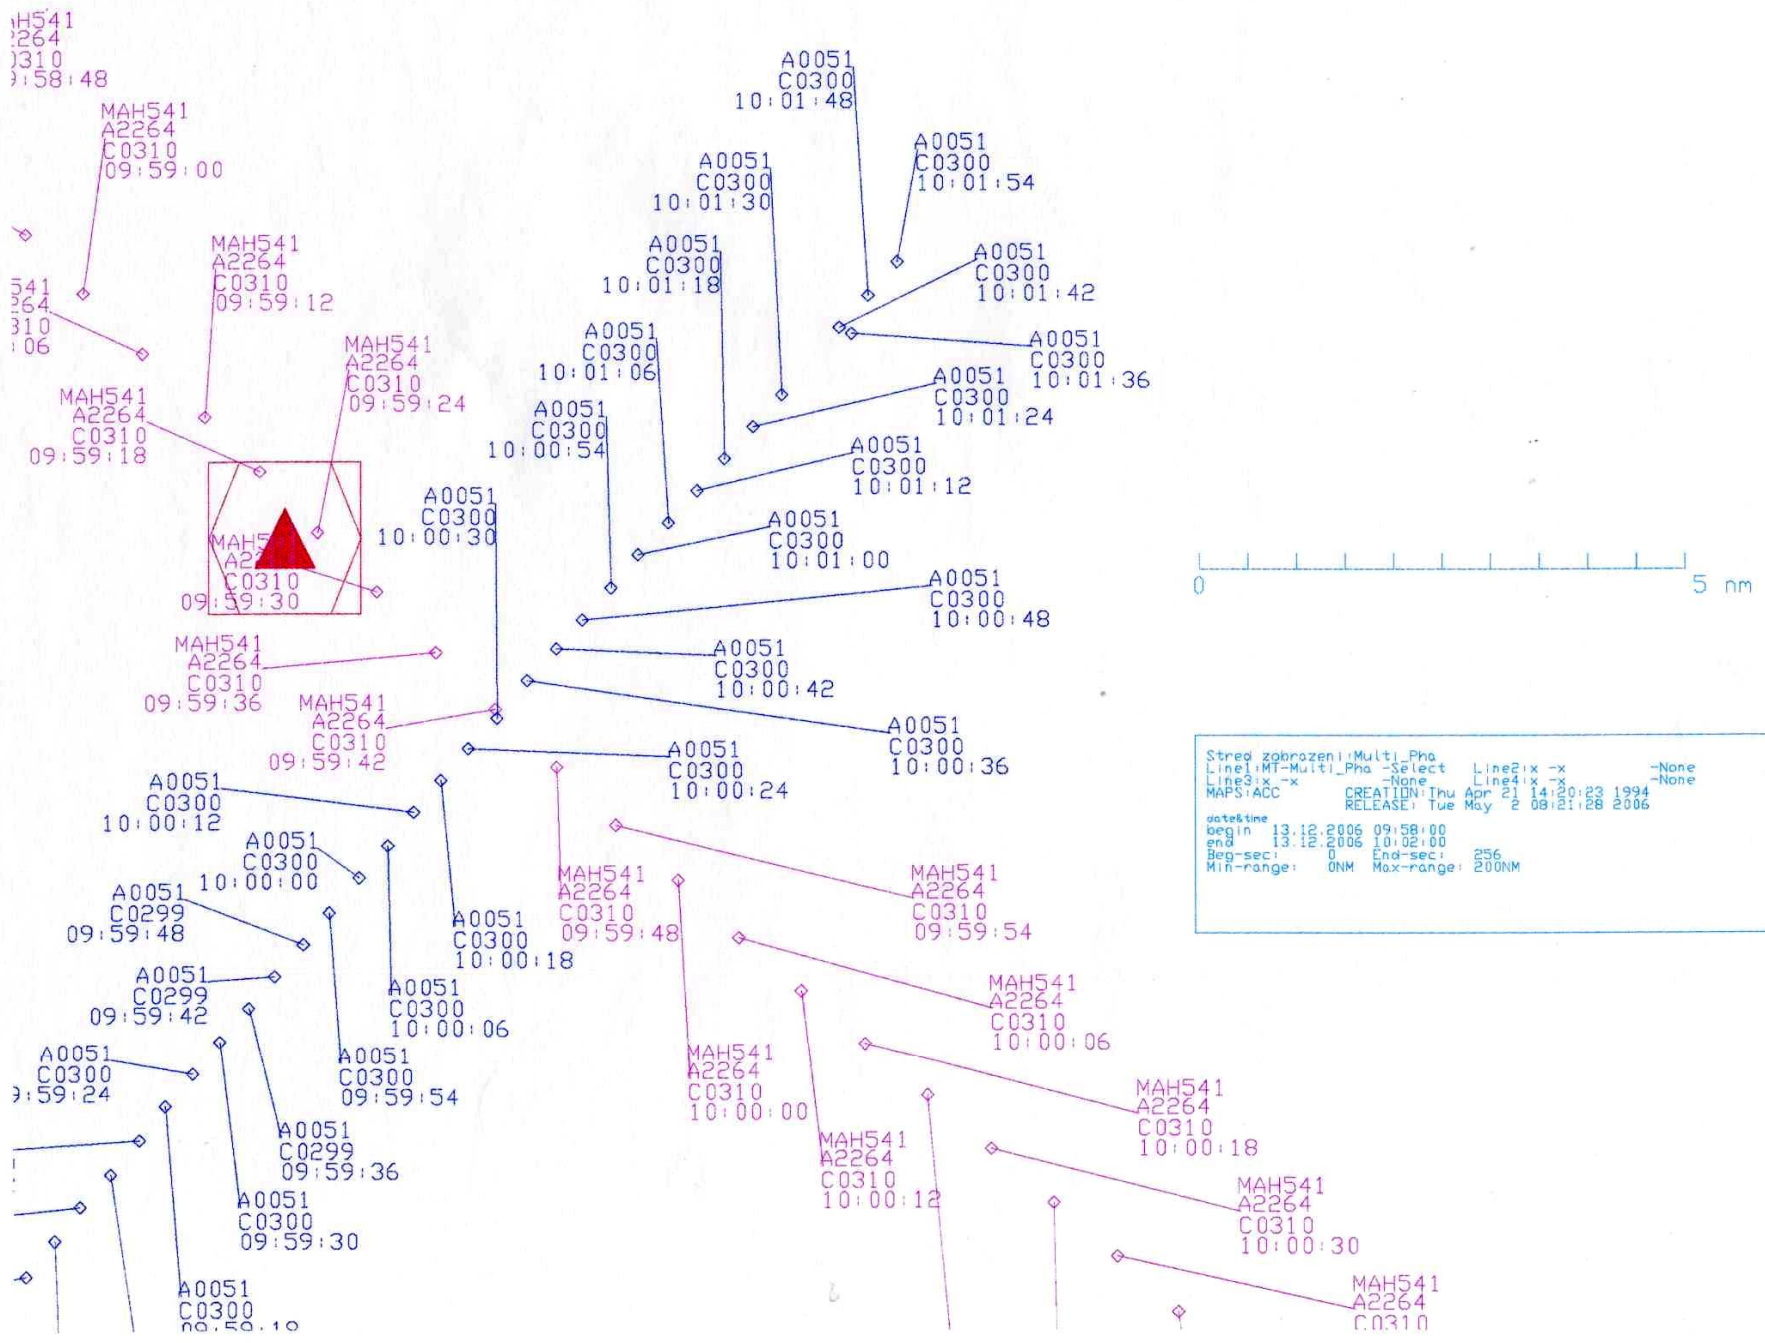 AH541
2264
0310
9:58:48
MAH541
A2264
C0310
09:59:00
MAH541
A2264
C0310
09:59:12
541
264
310
:06
MAH541
A2264
C0310
09:59:24
MAH541
A2264
C0310
09:59:18
C0310
09:59:30
MAH541
A2264
C0310
09:59:36
MAH541
A2264
C0310
09:59:42
A0051
C0300
10:01:48
A0051
C0300
10:01:54
A0051
C0300
10:01:30
A0051
C0300
10:01:18
A0051
C0300
10:01:42
A0051
C0300
10:01:06
A0051
C0300
10:01:36
A0051
C0300
10:01:24
A0051
C0300
10:00:54
A0051
C0300
10:01:12
A0051
C0300
10:00:30
A0051
C0300
10:01:00
A0051
C0300
10:00:48
A0051
C0300
10:00:42
A0051
C0300
10:00:36
A0051
C0300
10:00:24
0 5 nm
A0051
C0300
10:00:12
A0051
C0300
10:00:00
A0051
C0299
09:59:48
A0051
C0300
10:00:18
A0051
C0299
09:59:42
A0051
C0300
10:00:06
A0051
C0300
09:59:24
A0051
C0300
09:59:54
A0051
C0299
09:59:36
A0051
C0300
09:59:30
A0051
C0300
MAH541
A2264
C0310
09:59:48
MAH541
A2264
C0310
09:59:54
MAH541
A2264
C0310
10:00:06
MAH541
A2264
C0310
10:00:00
MAH541
A2264
C0310
10:00:18
MAH541
A2264
C0310
10:00:12
MAH541
A2264
C0310
10:00:30
MAH541
A2264
C0310
Stred zobrazeni:Multi_Pha
Line1:MT-Multi_Pha -Select Line2:x -x -None
Line3:x -x -None Line4:x -x -None
MAPS:ACC CREATION:Thu Apr 21 14:20:23 1994
RELEASE: Tue May 2 08:21:28 2006
date&time
begin 13.12.2006 09:58:00
end 13.12.2006 10:02:00
Beg-sec: 0 End-sec: 256
Min-range: 0NM Max-range: 200NM